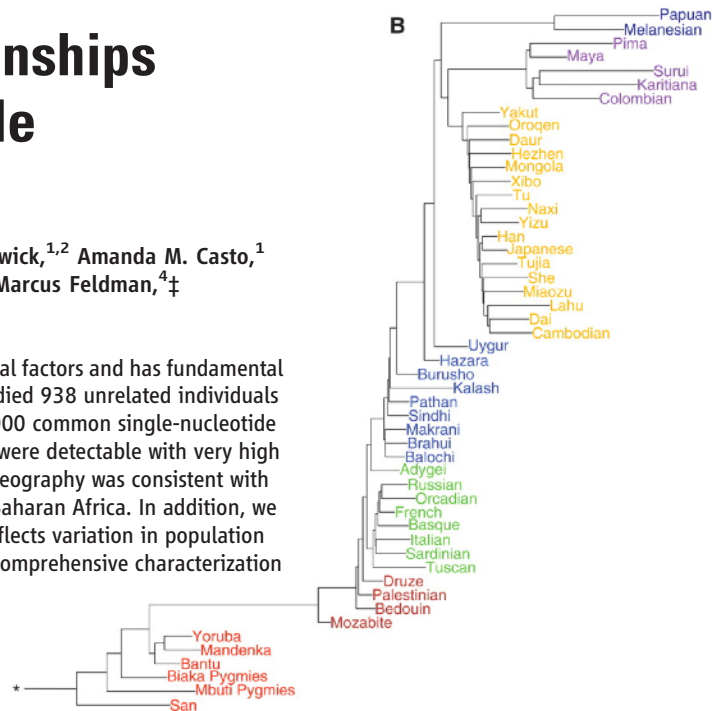 nships
le
B
wick,1,2 Amanda M. Casto,1
Marcus Feldman,4‡
al factors and has fundamental
died 938 unrelated individuals
000 common single-nucleotide
were detectable with very high
eography was consistent with
Saharan Africa. In addition, we
flects variation in population
omprehensive characterization
Papuan
Melanesian
Pima
Maya
Surui
Karitiana
Colombian
Yakut
Oroqen
Daur
Hezhen
Mongola
Xibo
Tu
Naxi
Yizu
Han
Japanese
Tujia
She
Miaozu
Lahu
Dai
Cambodian
Uygur
Hazara
Burusho
Kalash
Pathan
Sindhi
Makrani
Brahui
Balochi
Adygei
Russian
Orcadian
French
Basque
Italian
Sardinian
Tuscan
Druze
Palestinian
Bedouin
Mozabite
Yoruba
Mandenka
Bantu
Biaka Pygmies
Mbuti Pygmies
San
*